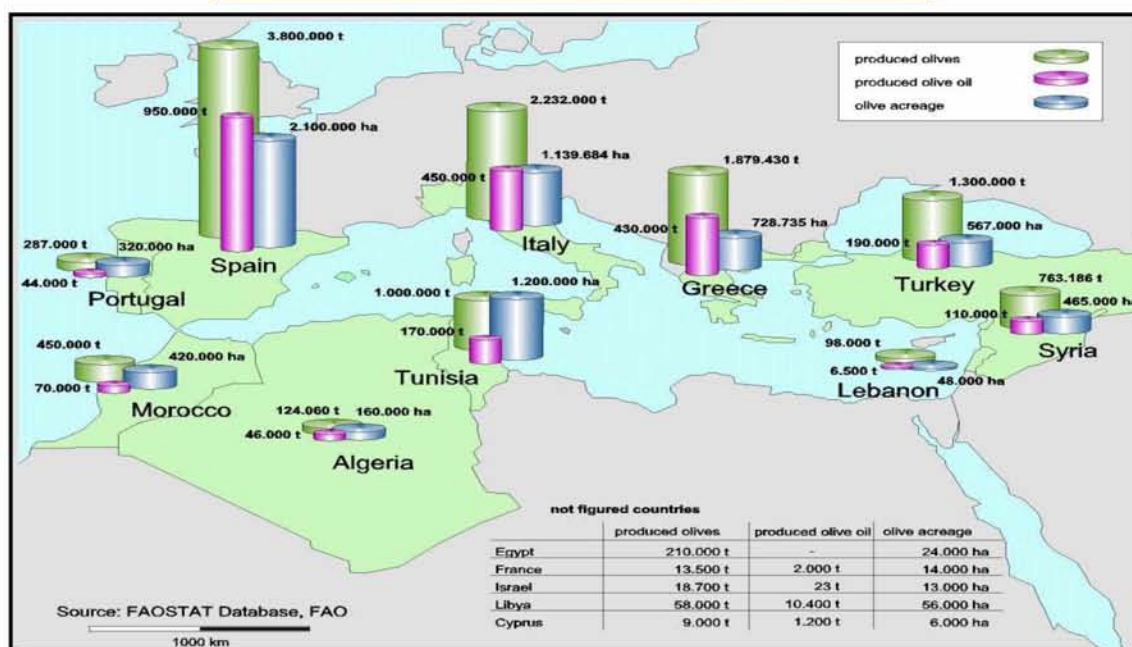 3.800.000 t
950.000 t
2.100.000 ha
Spain
produced olives
produced olive oil
olive acreage
2.232.000 t
450.000 t
1.139.684 ha
Italy
1.879.430 t
430.000 t
728.735 ha
Greece
1.300.000 t
190.000 t
567.000 ha
Turkey
287.000 t
320.000 ha
44.000 t
Portugal
1.000.000 t
1.200.000 ha
170.000 t
Tunisia
763.186 t
465.000 ha
110.000 t
Syria
98.000 t
6.500 t
48.000 ha
Lebanon
450.000 t
420.000 ha
70.000 t
Morocco
124.060 t
160.000 ha
46.000 t
Algeria
not figured countries
produced olives produced olive oil olive acreage
Egypt 210.000 t - 24.000 ha
France 13.500 t 2.000 t 14.000 ha
Israel 18.700 t 23 t 13.000 ha
Libya 58.000 t 10.400 t 56.000 ha
Cyprus 9.000 t 1.200 t 6.000 ha
Source: FAOSTAT Database, FAO
1000 km